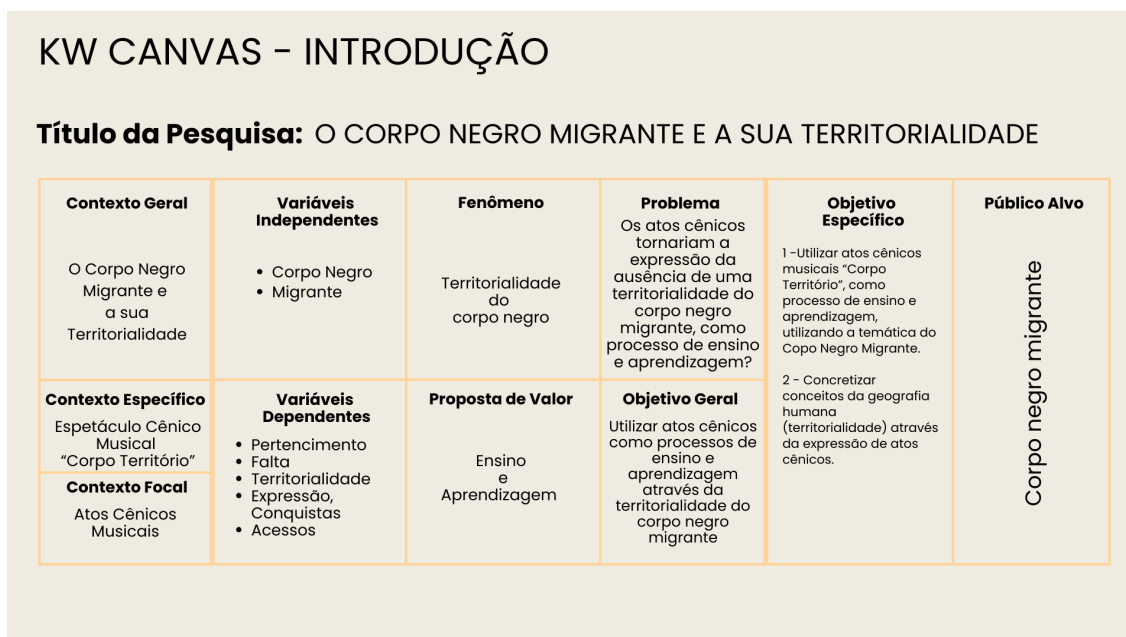 KW CANVAS - INTRODUÇÃO
Título da Pesquisa: O CORPO NEGRO MIGRANTE E A SUA TERRITORIALIDADE
Contexto Geral
O Corpo Negro
Migrante e
a sua
Territorialidade
Contexto Específico
Espetáculo Cênico
Musical
“Corpo Território”
Contexto Focal
Atos Cênicos
Musicais
Variáveis
Independentes
• Corpo Negro
• Migrante
Variáveis
Dependentes
• Pertencimento
• Falta
• Territorialidade
• Expressão,
Conquistas
• Acessos
Fenômeno
Territorialidade
do
corpo negro
Proposta de Valor
Ensino
e
Aprendizagem
Problema
Os atos cênicos
tornariam a
expressão da
ausência de uma
territorialidade do
corpo negro
migrante, como
processo de ensino
e aprendizagem?
Objetivo Geral
Utilizar atos cênicos
como processos de
ensino e
aprendizagem
através da
territorialidade do
corpo negro
migrante
Objetivo
Específico
1 -Utilizar atos cênicos
musicais “Corpo
Território”, como
processo de ensino e
aprendizagem,
utilizando a temática do
Copo Negro Migrante.
2 - Concretizar
conceitos da geografia
humana
(territorialidade) através
da expressão de atos
cênicos.
Público Alvo
Corpo negro migrante